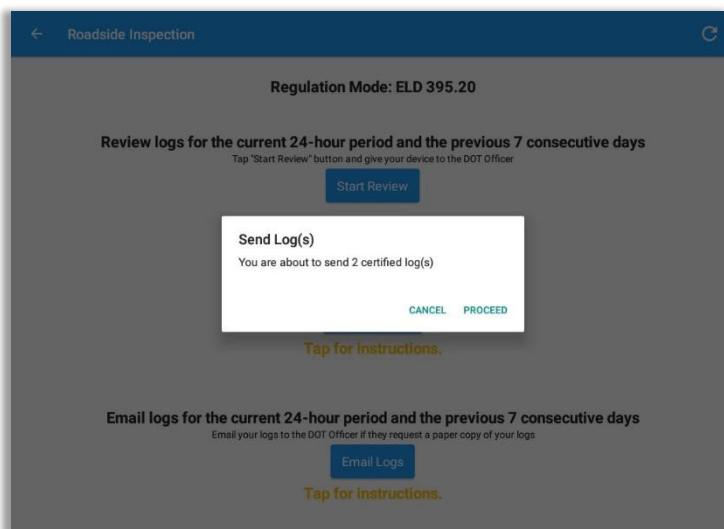 Roadside Inspection
Regulation Mode: ELD 395.20
Review logs for the current 24-hour period and the previous 7 consecutive days
Tap "Start Review" button and give your device to the DOT Officer
Start Review
Send Log(s)
You are about to send 2 certified log(s)
CANCEL PROCEED
Tap for instructions.
Email logs for the current 24-hour period and the previous 7 consecutive days
Email your logs to the DOT Officer if they request a paper copy of your logs
Email Logs
Tap for instructions.